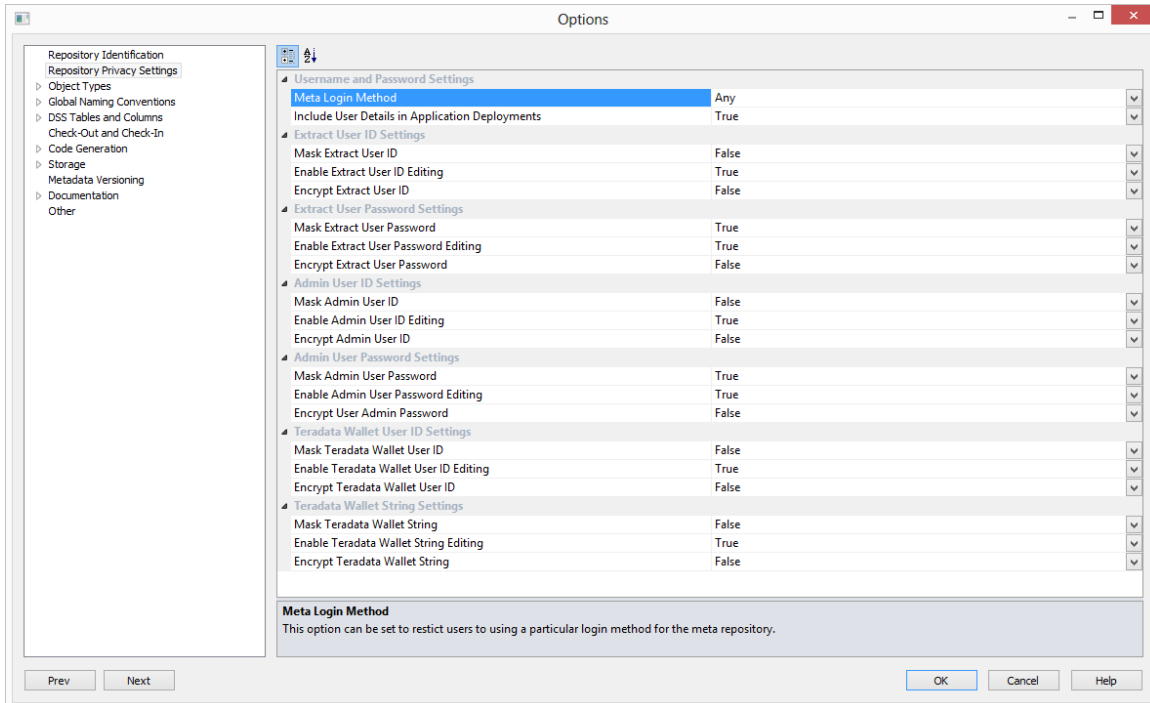 Options
Repository Identification
Repository Privacy Settings
Object Types
Global Naming Conventions
DSS Tables and Columns
Check-Out and Check-In
Code Generation
Storage
Metadata Versioning
Documentation
Other
Username and Password Settings
Meta Login Method Any
Include User Details in Application Deployments True
Extract User ID Settings
Mask Extract User ID False
Enable Extract User ID Editing True
Encrypt Extract User ID False
Extract User Password Settings
Mask Extract User Password True
Enable Extract User Password Editing True
Encrypt Extract User Password False
Admin User ID Settings
Mask Admin User ID False
Enable Admin User ID Editing True
Encrypt Admin User ID False
Admin User Password Settings
Mask Admin User Password True
Enable Admin User Password Editing True
Encrypt User Admin Password False
Teradata Wallet User ID Settings
Mask Teradata Wallet User ID False
Enable Teradata Wallet User ID Editing True
Encrypt Teradata Wallet User ID False
Teradata Wallet String Settings
Mask Teradata Wallet String False
Enable Teradata Wallet String Editing True
Encrypt Teradata Wallet String False
Meta Login Method
This option can be set to restict users to using a particular login method for the meta repository.
Prev Next OK Cancel Help